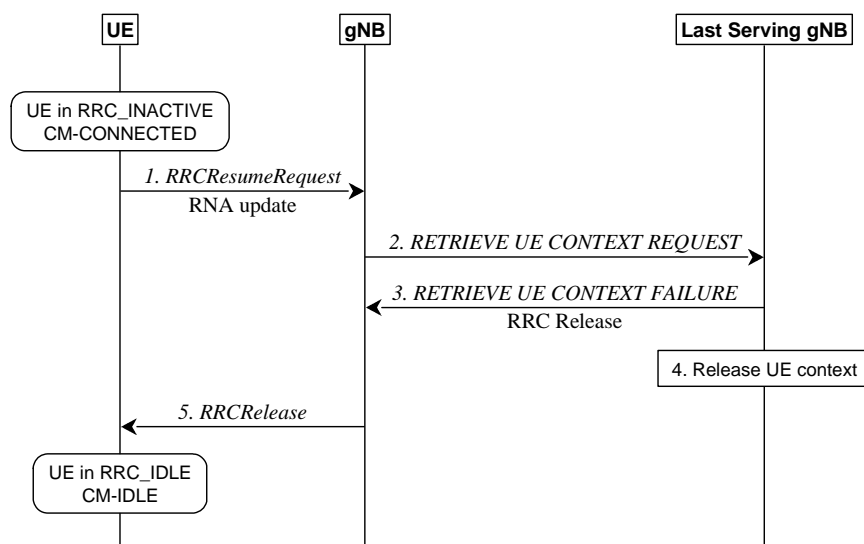 UE
gNB
Last Serving gNB
UE in RRC_INACTIVE
CM-CONNECTED
1. RRCResumeRequest
RNA update
2. RETRIEVE UE CONTEXT REQUEST
3. RETRIEVE UE CONTEXT FAILURE
RRC Release
4. Release UE context
5. RRCRelease
UE in RRC_IDLE
CM-IDLE